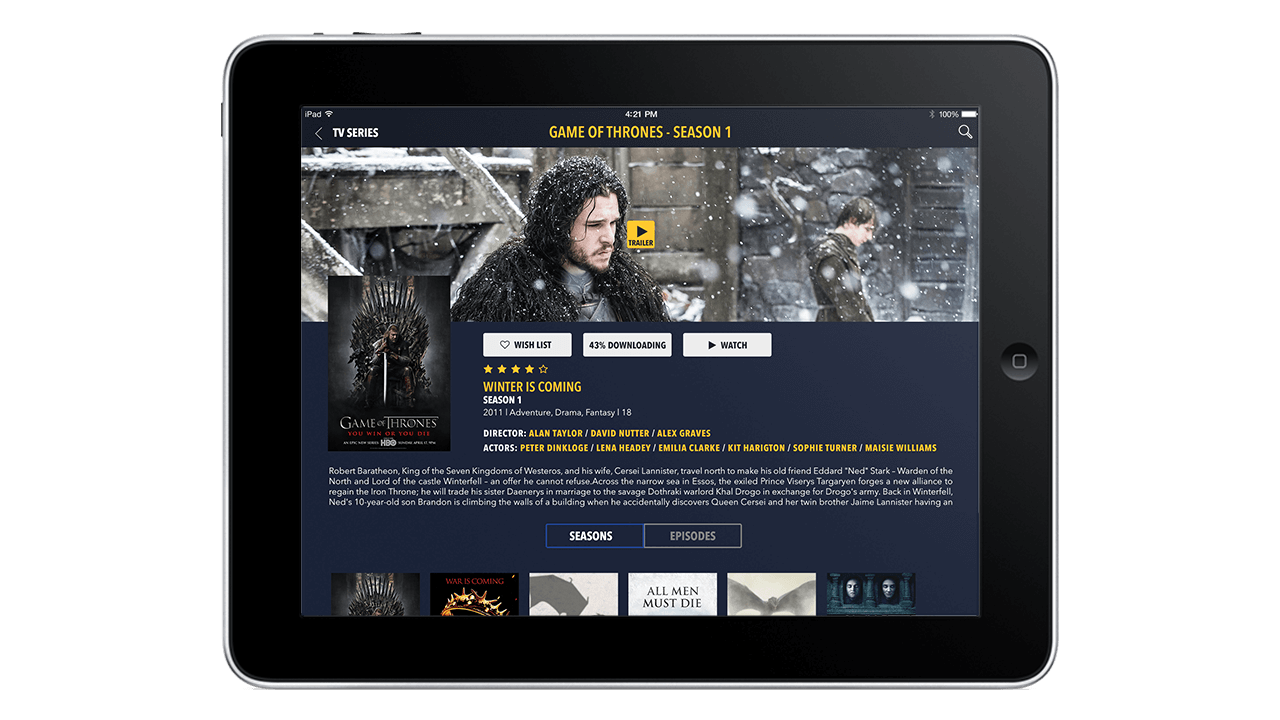 iPad 4:21 PM 100%
TV SERIES GAME OF THRONES - SEASON 1
TRAILER
WISH LIST 43% DOWNLOADING WATCH
WINTER IS COMING
SEASON 1
2011 | Adventure, Drama, Fantasy | 18
DIRECTOR: ALAN TAYLOR / DAVID NUTTER / ALEX GRAVES
ACTORS: PETER DINKLOGE / LENA HEADEY / EMILIA CLARKE / KIT HARIGTON / SOPHIE TURNER / MAISIE WILLIAMS
GAME OF THRONES
YOU WIN OR YOU DIE
AN EPIC NEW SERIES HBO SUNDAY, APRIL 17, 9PM
Robert Baratheon, King of the Seven Kingdoms of Westeros, and his wife, Cersei Lannister, travel north to make his old friend Eddard "Ned" Stark – Warden of the
North and Lord of the castle Winterfell – an offer he cannot refuse.Across the narrow sea in Essos, the exiled Prince Viserys Targaryen forges a new alliance to
regain the Iron Throne; he will trade his sister Daenerys in marriage to the savage Dothraki warlord Khal Drogo in exchange for Drogo's army. Back in Winterfell,
Ned's 10-year-old son Brandon is climbing the walls of a building when he accidentally discovers Queen Cersei and her twin brother Jaime Lannister having an
SEASONS EPISODES
WAR IS COMING
ALL MEN
MUST DIE